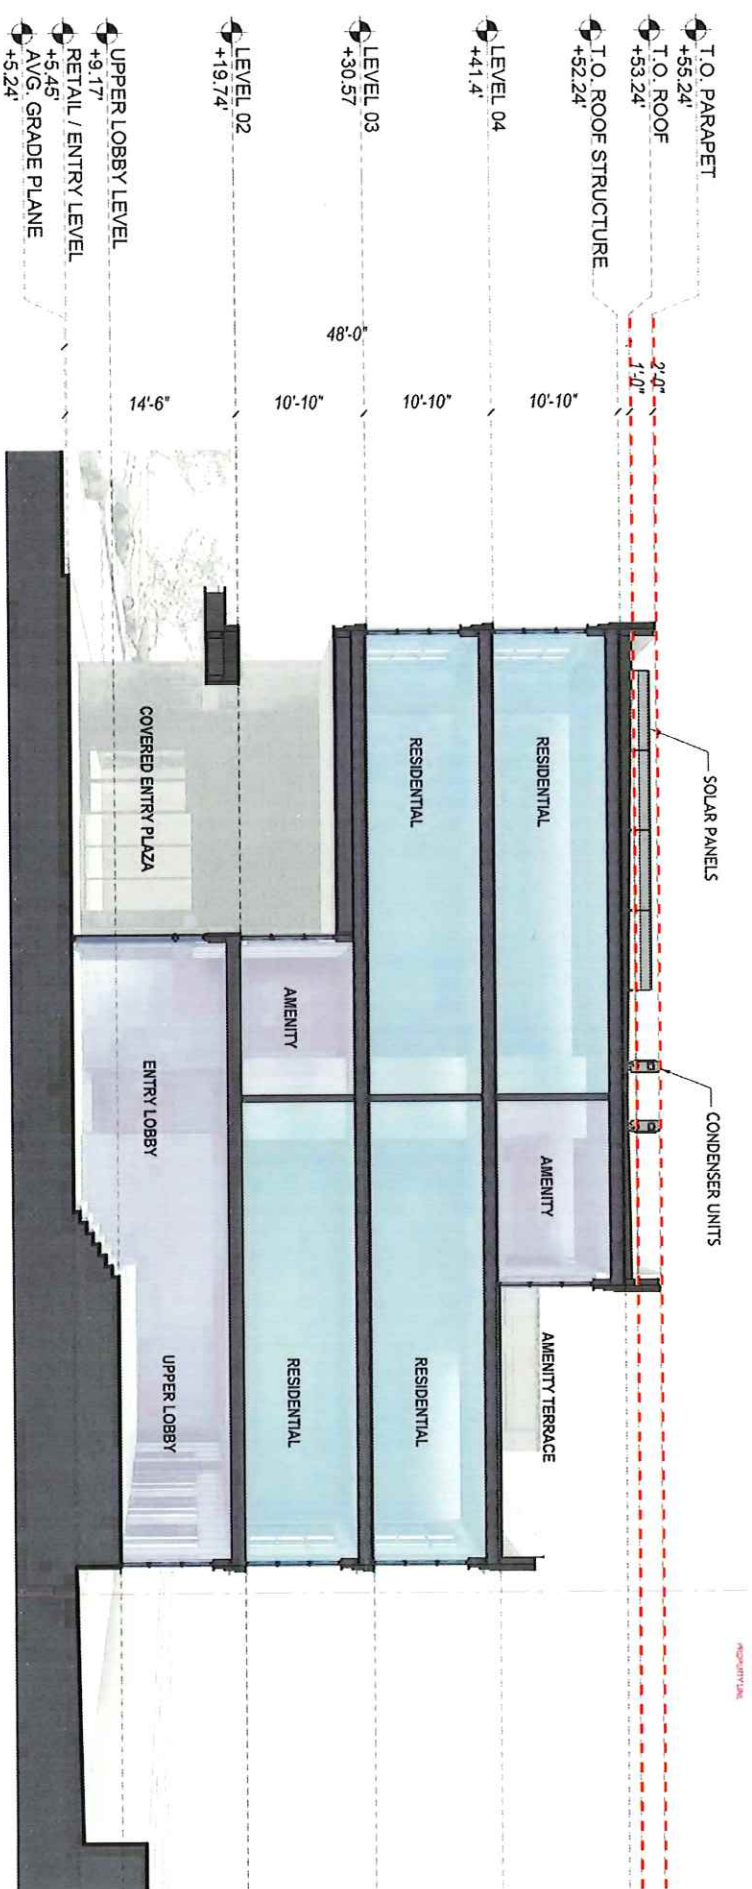 T.O. PARAPET
+55.24'
T.O. ROOF
+53.24'
T.O. ROOF STRUCTURE
+52.24'
LEVEL 04
+41.4'
LEVEL 03
+30.57
LEVEL 02
+19.74'
UPPER LOBBY LEVEL
+9.17'
RETAIL / ENTRY LEVEL
+5.45'
AVG. GRADE PLANE
+5.24'
48'-0"
2'-0"
1'-0"
10'-10"
10'-10"
10'-10"
14'-6"
SOLAR PANELS
CONDENSER UNITS
PROPERTY LINE
RESIDENTIAL
AMENITY
AMENITY TERRACE
RESIDENTIAL
RESIDENTIAL
AMENITY
RESIDENTIAL
COVERED ENTRY PLAZA
ENTRY LOBBY
UPPER LOBBY